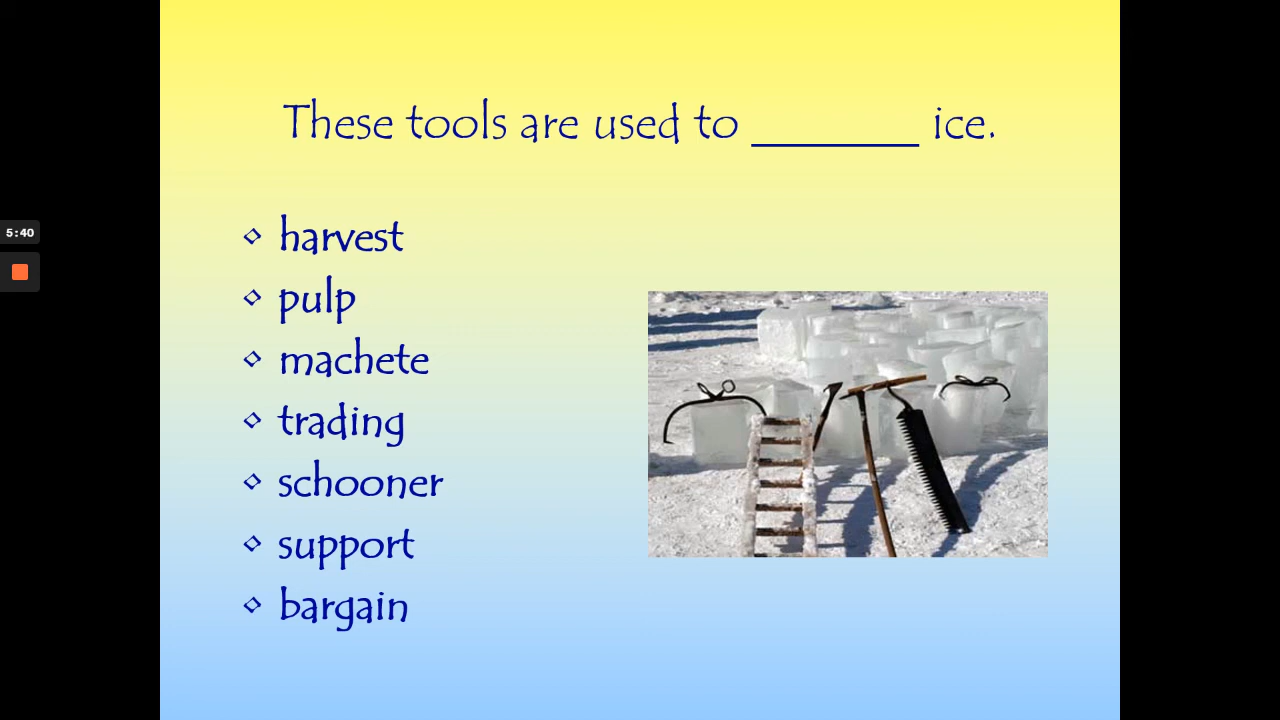 These tools are used to ________ ice.
5:40
harvest
pulp
machete
trading
schooner
support
bargain